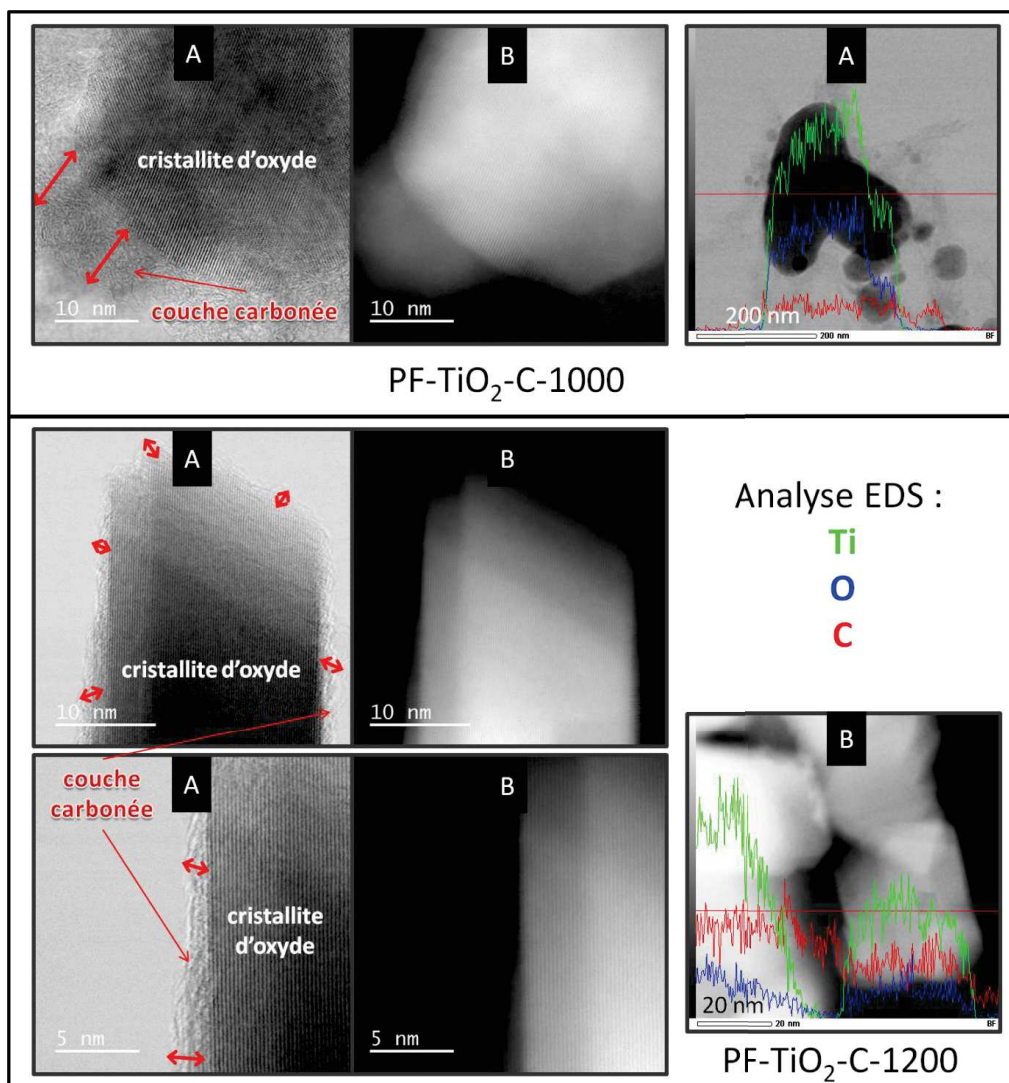 A
B
A
cristallite d'oxyde
10 nm
couche carbonée
10 nm
200 nm
200 nm
BF
PF-TiO₂-C-1000
A
B
cristallite d'oxyde
10 nm
10 nm
Analyse EDS :
Ti
O
C
couche
carbonée
A
B
B
cristallite
d'oxyde
5 nm
5 nm
20 nm
20 nm
BF
PF-TiO₂-C-1200